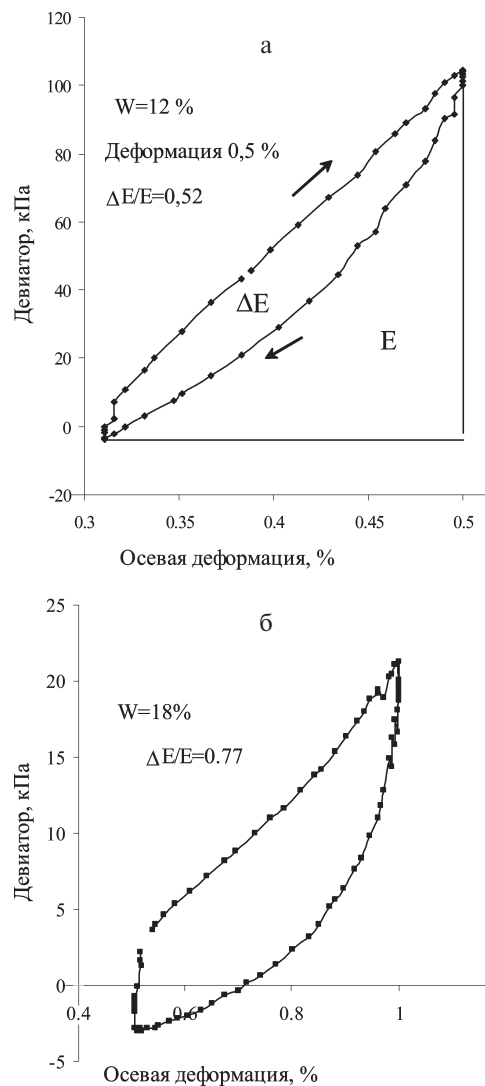 а
120
100
80
60
40
20
0
-20
Девиатор, кПа
W=12 %
Деформация 0,5 %
ΔE/E=0,52
ΔE
E
0.3
0.35
0.4
0.45
0.5
Осевая деформация, %
б
25
20
15
10
5
0
-5
Девиатор, кПа
W=18%
ΔE/E=0.77
0.4
0.6
0.8
1
Осевая деформация, %